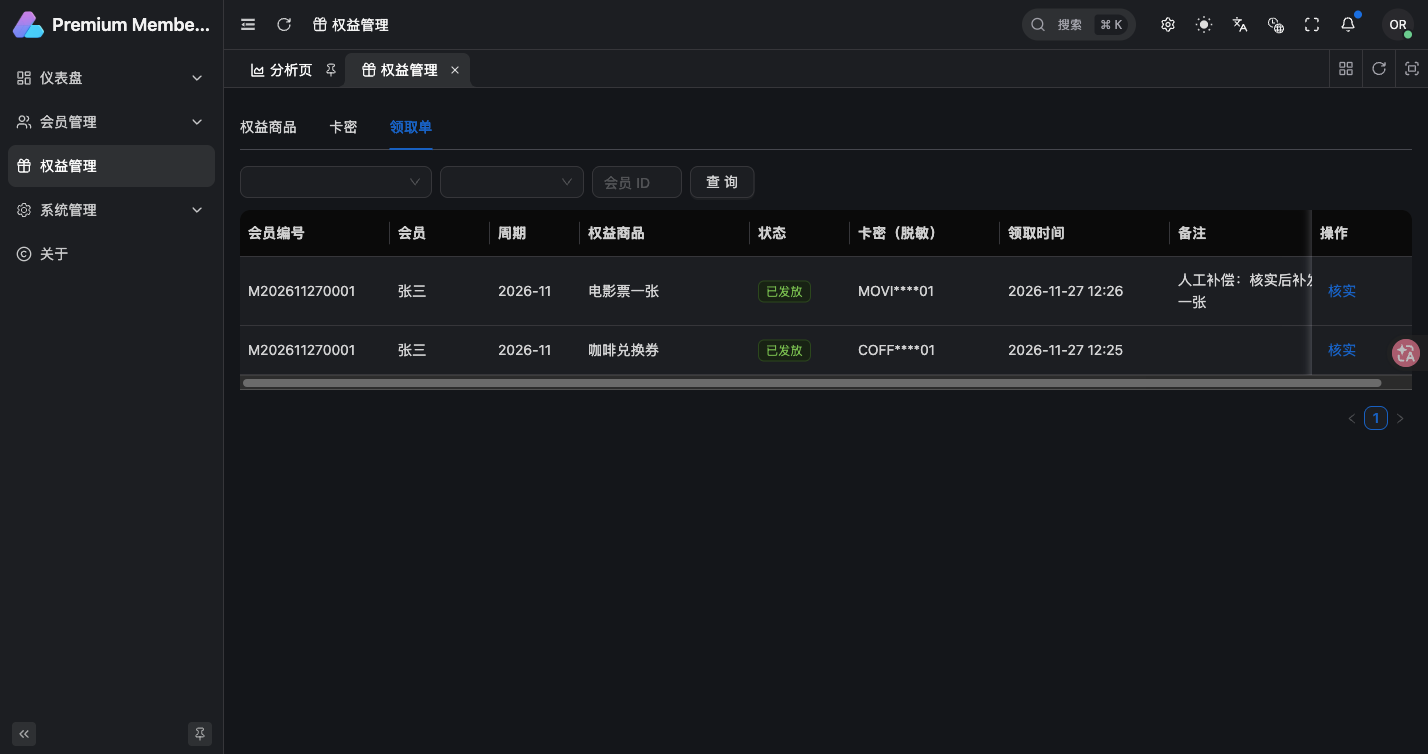 Premium Membe...
权益管理
搜索
⌘ K
OR
仪表盘
会员管理
权益管理
系统管理
关于
分析页
权益管理
权益商品 卡密 领取单
会员 ID
查 询
会员编号 会员 周期 权益商品 状态 卡密（脱敏） 领取时间 备注 操作
M202611270001 张三 2026-11 电影票一张 已发放 MOVI****01 2026-11-27 12:26 人工补偿：核实后补发 核实
一张
M202611270001 张三 2026-11 咖啡兑换券 已发放 COFF****01 2026-11-27 12:25 核实
1